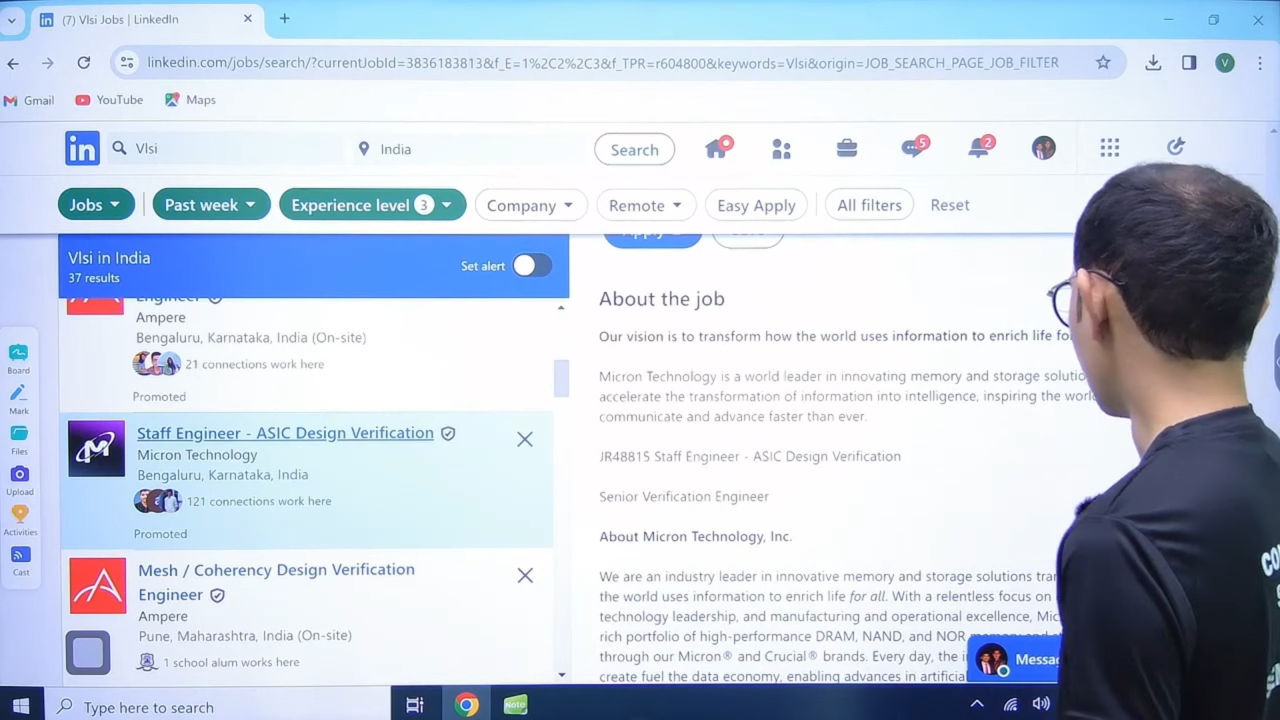 (7) Vlsi Jobs | LinkedIn
linkedin.com/jobs/search/?currentJobId=3836183813&f_E=1%2C2%2C3&f_TPR=r604800&keywords=Vlsi&origin=JOB_SEARCH_PAGE_JOB_FILTER
V
Gmail
YouTube
Maps
in
Vlsi
India
Search
5
2
Jobs
Past week
Experience level 3
Company
Remote
Easy Apply
All filters
Reset
Vlsi in India
37 results
Set alert
Engineer
Ampere
Bengaluru, Karnataka, India (On-site)
21 connections work here
Promoted
Staff Engineer - ASIC Design Verification
Micron Technology
Bengaluru, Karnataka, India
121 connections work here
Promoted
Mesh / Coherency Design Verification
Engineer
Ampere
Pune, Maharashtra, India (On-site)
1 school alum works here
Apply
About the job
Our vision is to transform how the world uses information to enrich life fo
Micron Technology is a world leader in innovating memory and storage solutio
accelerate the transformation of information into intelligence, inspiring the worl
communicate and advance faster than ever.
JR48815 Staff Engineer - ASIC Design Verification
Senior Verification Engineer
About Micron Technology, Inc.
We are an industry leader in innovative memory and storage solutions tra
the world uses information to enrich life for all. With a relentless focus on
technology leadership, and manufacturing and operational excellence, Mic
rich portfolio of high-performance DRAM, NAND, and NOR memory and
through our Micron® and Crucial® brands. Every day, the i
create fuel the data economy, enabling advances in artificia
Messa
Board
Mark
Files
Upload
Activities
Cast
Type here to search
Note